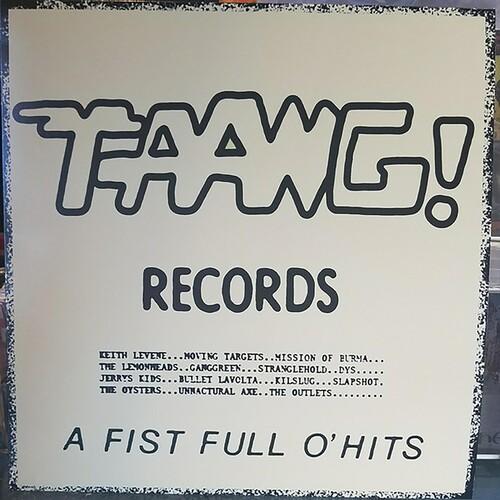 TAANG!
RECORDS
KEITH LEVENE...MOVING TARGETS..MISSION OF BURMA...
THE LEMONHEADS..GANGGREEN...STRANGLEHOLD..DYS.....
JERRYS KIDS...BULLET LAVOLTA...KILSLUG...SLAPSHOT.
THE OYSTERS...UNNACTURAL AXE..THE OUTLETS.........
A FIST FULL O'HITS